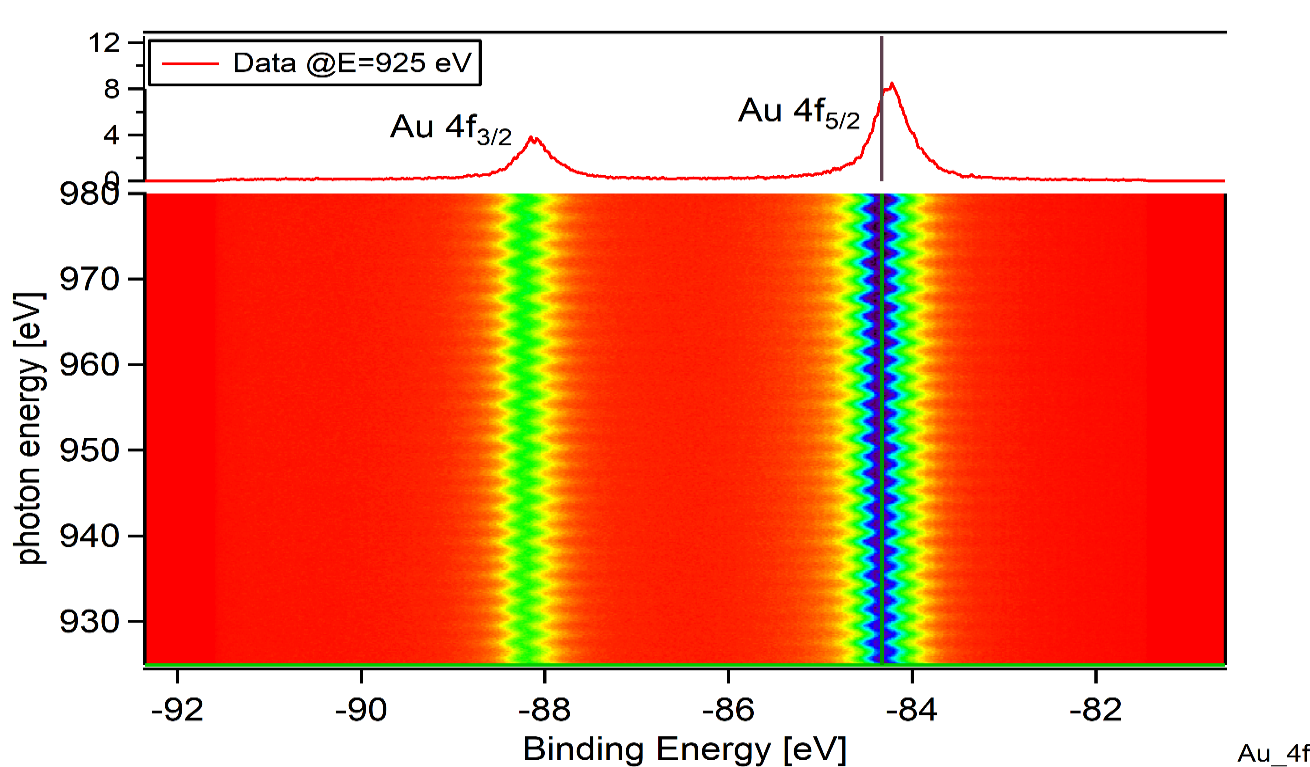 12
Data @E=925 eV
8
Au 4f5/2
Au 4f3/2
4
0
980
970
960
950
940
930
photon energy [eV]
-92 -90 -88 -86 -84 -82
Binding Energy [eV]
Au_4f